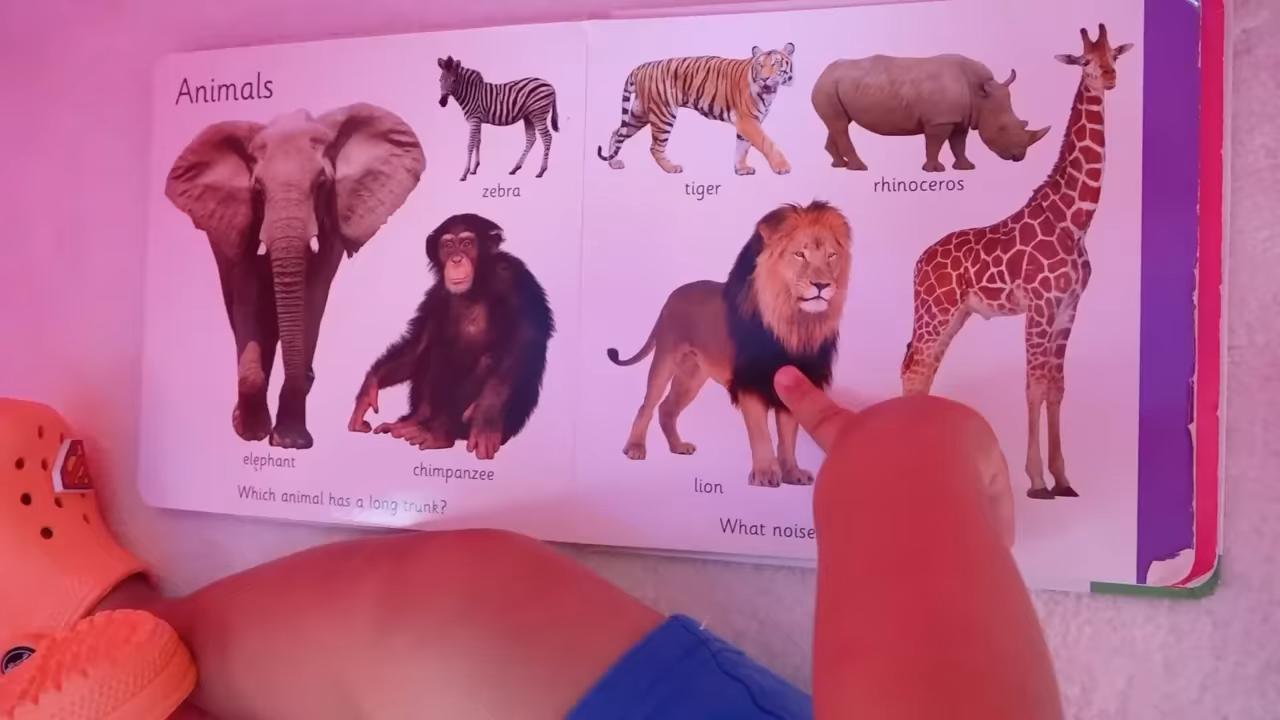 Animals
zebra
elephant
chimpanzee
Which animal has a long trunk?
tiger
rhinoceros
lion
What noise